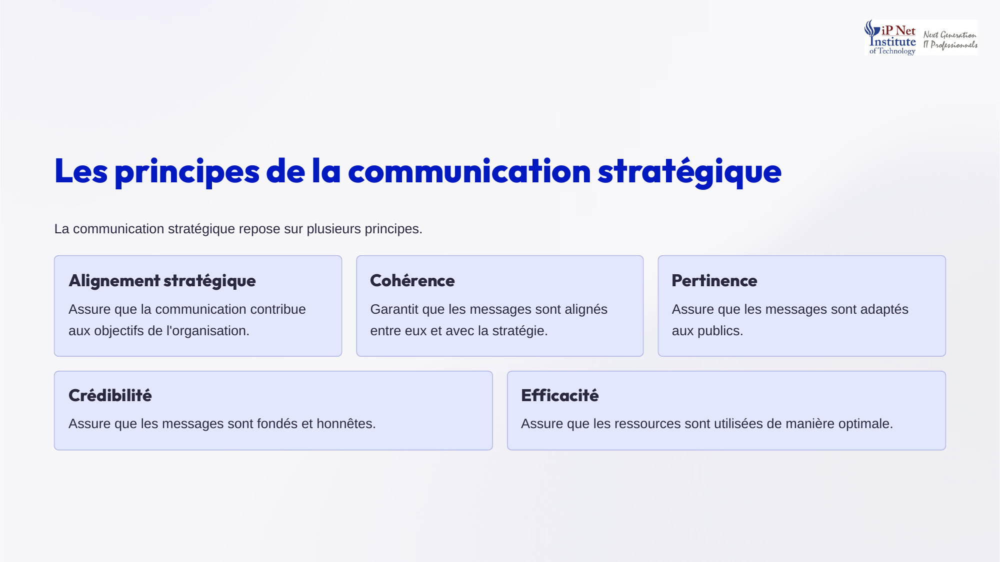 iP Net
Institute
of Technology
Next Generation
IT Professionnels
Les principes de la communication stratégique
La communication stratégique repose sur plusieurs principes.
Alignement stratégique
Assure que la communication contribue
aux objectifs de l'organisation.
Cohérence
Garantit que les messages sont alignés
entre eux et avec la stratégie.
Pertinence
Assure que les messages sont adaptés
aux publics.
Crédibilité
Assure que les messages sont fondés et honnêtes.
Efficacité
Assure que les ressources sont utilisées de manière optimale.